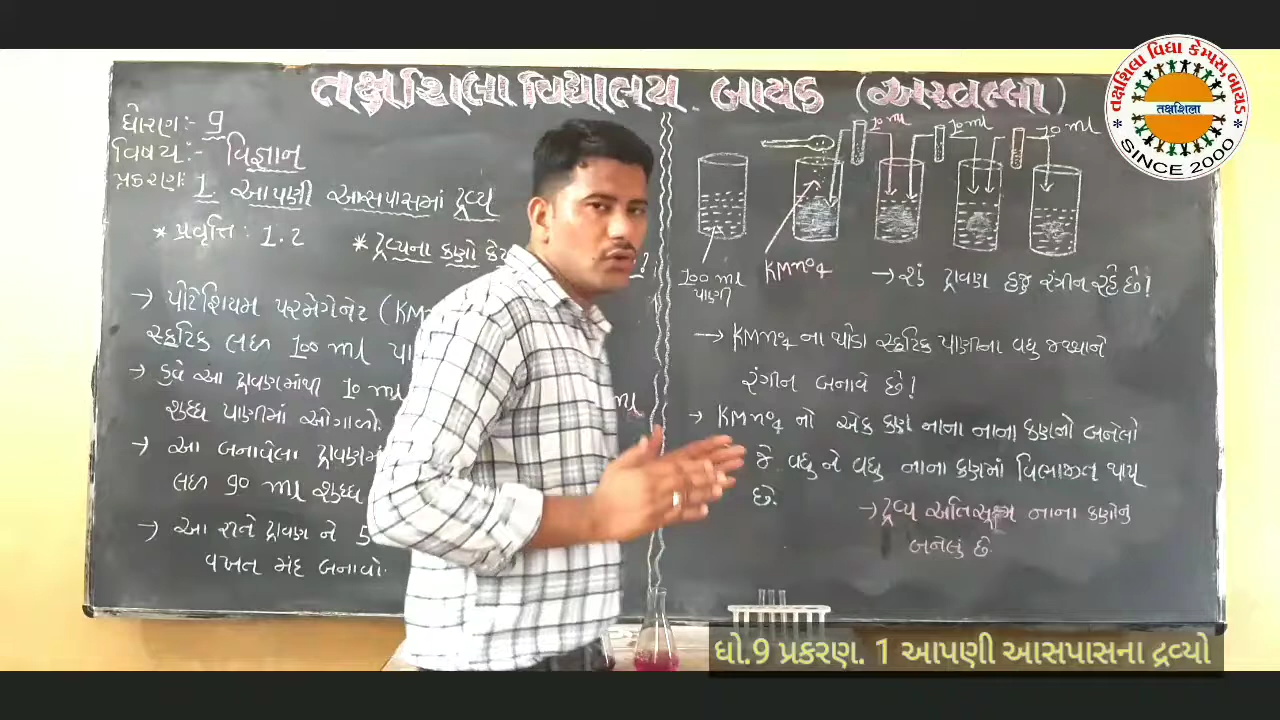 તક્ષશિલા વિદ્યાલય બાયડ (અરવલ્લી)
ધોરણ:- 9
વિષય:- વિજ્ઞાન
પ્રકરણ: 1. આપણી આસપાસમાં દ્રવ્ય
* પ્રવૃત્તિ : 1.2
* દ્રવ્યના કણો કે
?
→ પોટેશિયમ પરમેગેનેટ (KM
સ્ફટિક લઇ 100 ml પા
→ હવે આ દ્રાવણમાંથી 10 ml
ml
શુધ્ધ પાણીમાં ઓગાળો.
→ આ બનાવેલા દ્રાવણમાં
લઇ 90 ml શુધ્ધ
→ આ રીતે દ્રાવણ ને 5
વખત મંદ બનાવો.
10 ml
10 ml
10 ml
100 ml
પાણી
KMnO4
→ શું દ્રાવણ હજુ રંગીન રહે છે!
→ KMnO4 ના થોડા સ્ફટિક પાણીના વધુ જથ્થાને
રંગીન બનાવે છે!
→ KMnO4 નો એક કણ નાના નાના કણનો બનેલો
જે વધુ ને વધુ નાના કણમાં વિભાજીત થાય
છે.
→ દ્રવ્ય અતિસૂક્ષ્મ નાના કણોનું
બનેલું છે.
તક્ષશિલા વિદ્યા કેમ્પસ, બાયડ
તક્ષશિલા
SINCE 2000
ધો.9 પ્રકરણ. 1 આપણી આસપાસના દ્રવ્યો